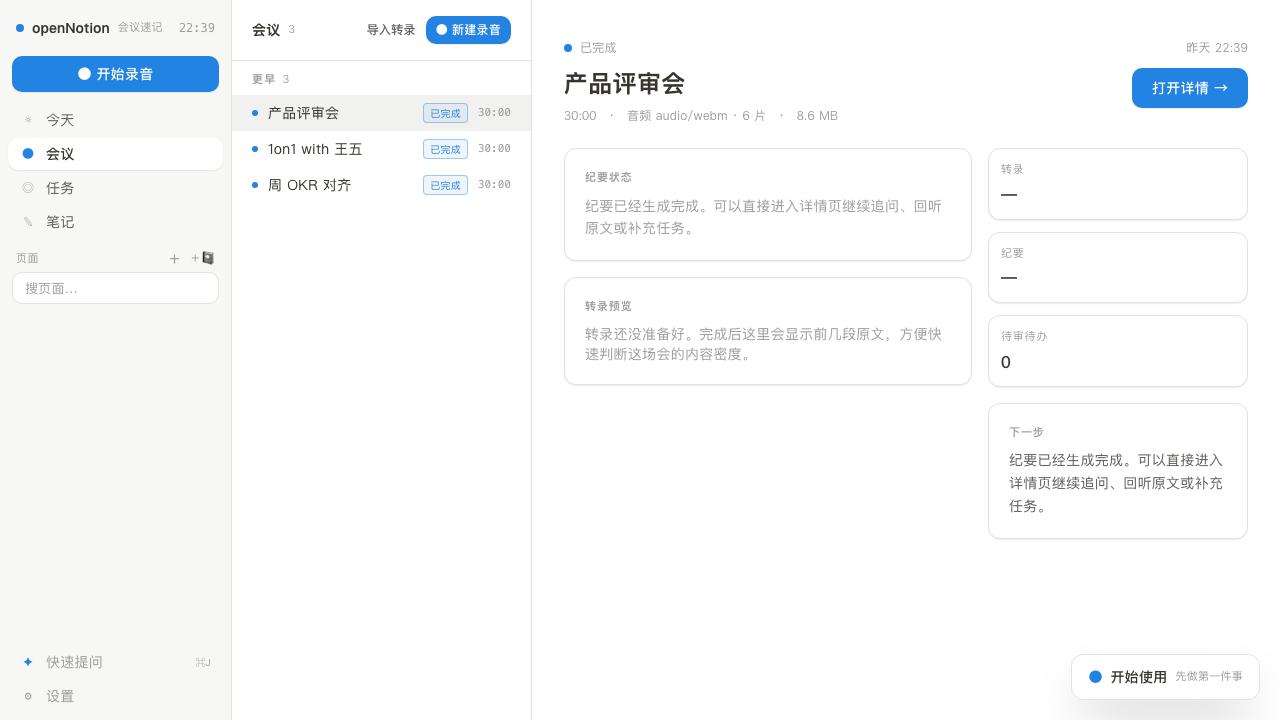 openNotion 会议速记 22:39
开始录音
今天
会议
任务
笔记
页面
搜页面...
快速提问 ⌘J
设置
会议 3
导入转录
新建录音
更早 3
产品评审会 已完成 30:00
1on1 with 王五 已完成 30:00
周 OKR 对齐 已完成 30:00
已完成
昨天 22:39
产品评审会
打开详情 →
30:00 · 音频 audio/webm · 6 片 · 8.6 MB
纪要状态
纪要已经生成完成。可以直接进入详情页继续追问、回听
原文或补充任务。
转录预览
转录还没准备好。完成后这里会显示前几段原文，方便快
速判断这场会的内容密度。
转录
—
纪要
—
待审待办
0
下一步
纪要已经生成完成。可以直接进入
详情页继续追问、回听原文或补充
任务。
开始使用 先做第一件事